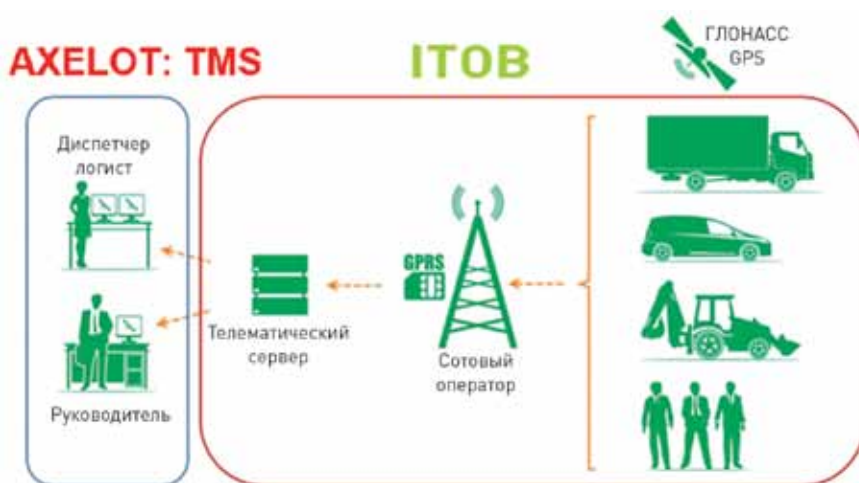 AXELOT: TMS
ITOB
ГЛОНАСС
GPS
Диспетчер
логист
GPRS
Телематический
сервер
Сотовый
оператор
Руководитель